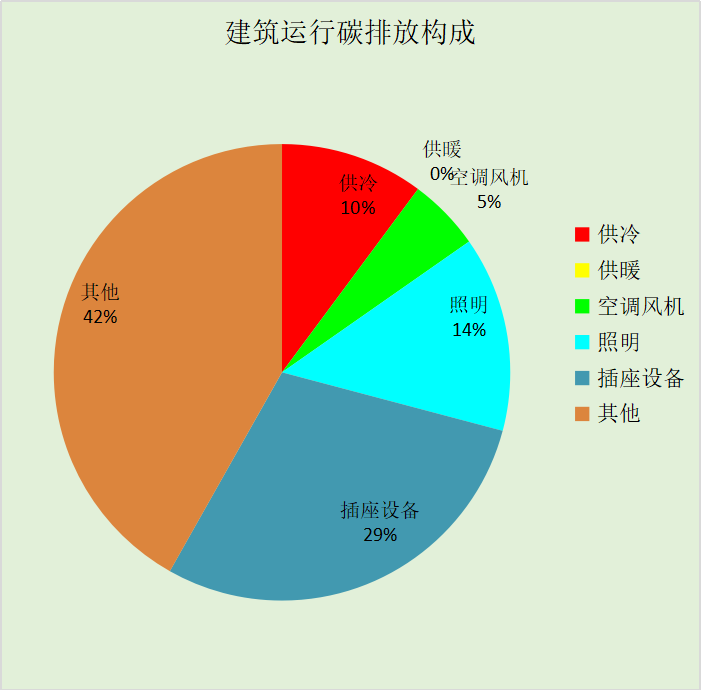 建筑运行碳排放构成
供暖
0%
空调风机
5%
供冷
10%
其他
42%
照明
14%
插座设备
29%
供冷
供暖
空调风机
照明
插座设备
其他